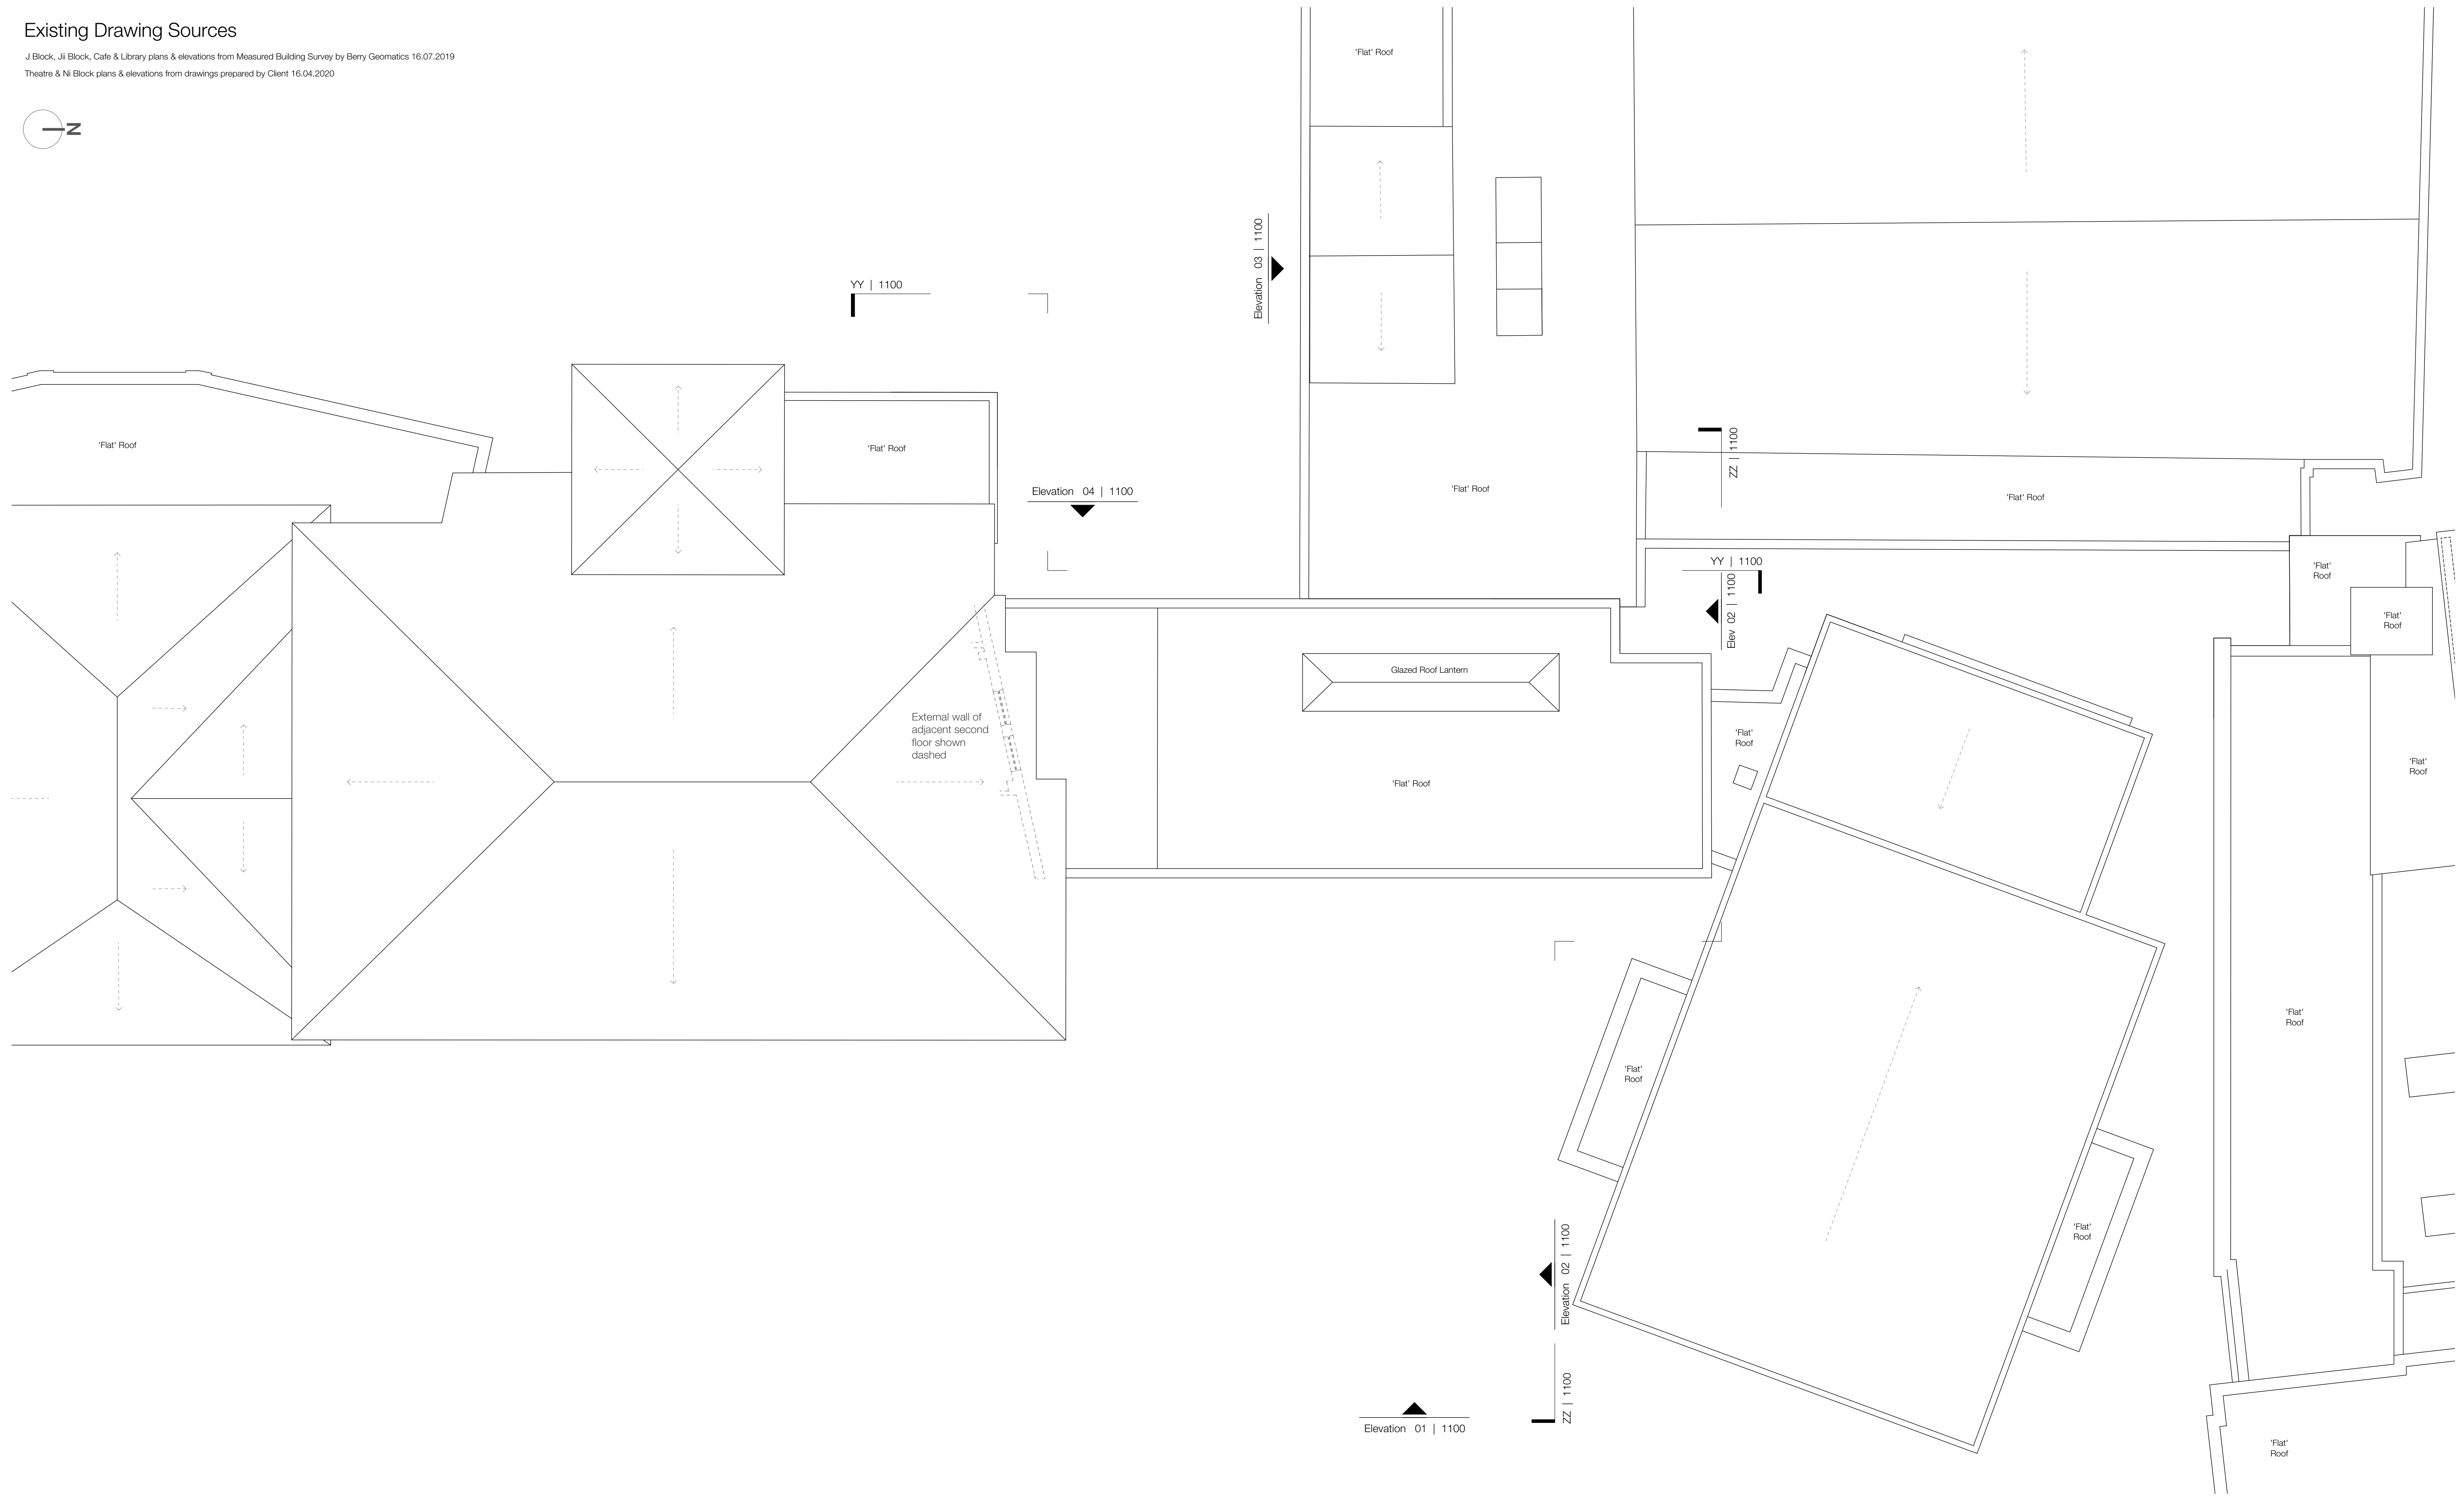 Existing Drawing Sources
J Block, Jii Block, Cafe & Library plans & elevations from Measured Building Survey by Berry Geomatics 16.07.2019
Theatre & Ni Block plans & elevations from drawings prepared by Client 16.04.2020
N
'Flat' Roof
Elevation 03 | 1100
YY | 1100
'Flat' Roof
'Flat' Roof
Elevation 04 | 1100
'Flat' Roof
ZZ | 1100
'Flat' Roof
YY | 1100
Elev 02 | 1100
'Flat'
Roof
'Flat'
Roof
Glazed Roof Lantern
External wall of
adjacent second
floor shown
dashed
'Flat'
Roof
'Flat' Roof
'Flat'
Roof
'Flat'
Roof
'Flat'
Roof
'Flat'
Roof
Elevation 02 | 1100
ZZ | 1100
Elevation 01 | 1100
'Flat'
Roof